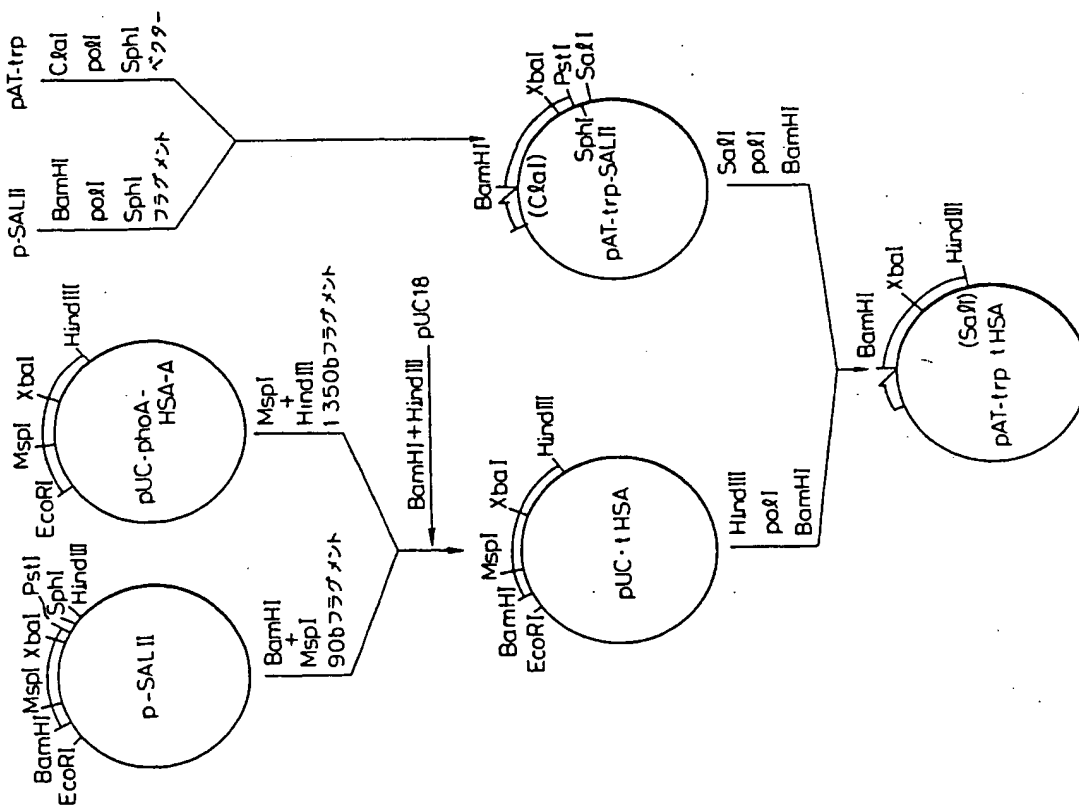 pAT-trp
ClaI
polI
SphI
ベクター
p-SALII
BamHI
polI
SphI
フラグメント
EcoRI
MspI
XbaI
HindIII
pUC-phoA-
HSA-A
EcoRI
BamHI
MspI
XbaI
PstI
SphI
HindIII
p-SALII
MspI
+
HindIII
1350bフラグメント
BamHI
+
MspI
90bフラグメント
BamHI+HindIII
pUC18
BamHI
(ClaI)
XbaI
PstI
SphI
SalI
pAT-trp-SALII
SalI
polI
BamHI
EcoRI
BamHI
MspI
XbaI
HindIII
pUC・tHSA
HindIII
polI
BamHI
BamHI
XbaI
HindIII
(SalI)
pAT-trp tHSA